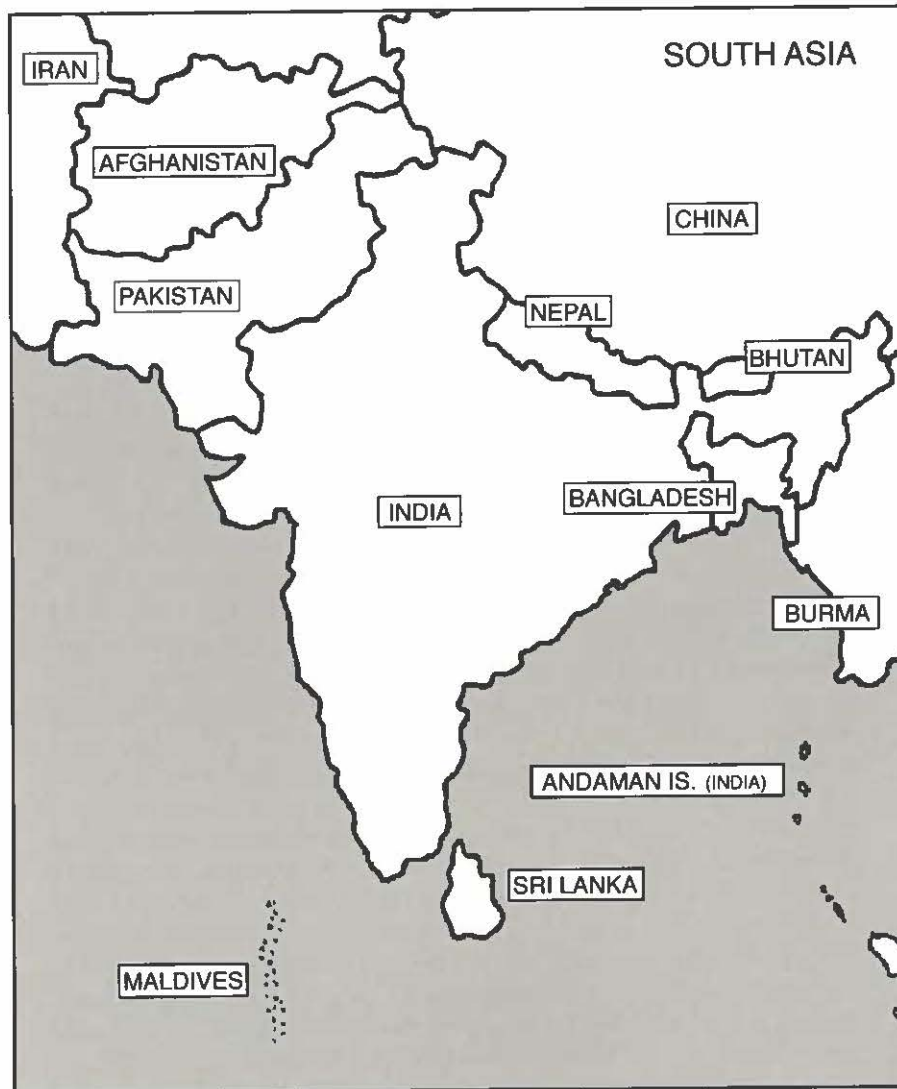 SOUTH ASIA
IRAN
AFGHANISTAN
CHINA
PAKISTAN
NEPAL
BHUTAN
BANGLADESH
INDIA
BURMA
ANDAMAN IS. (INDIA)
SRI LANKA
MALDIVES